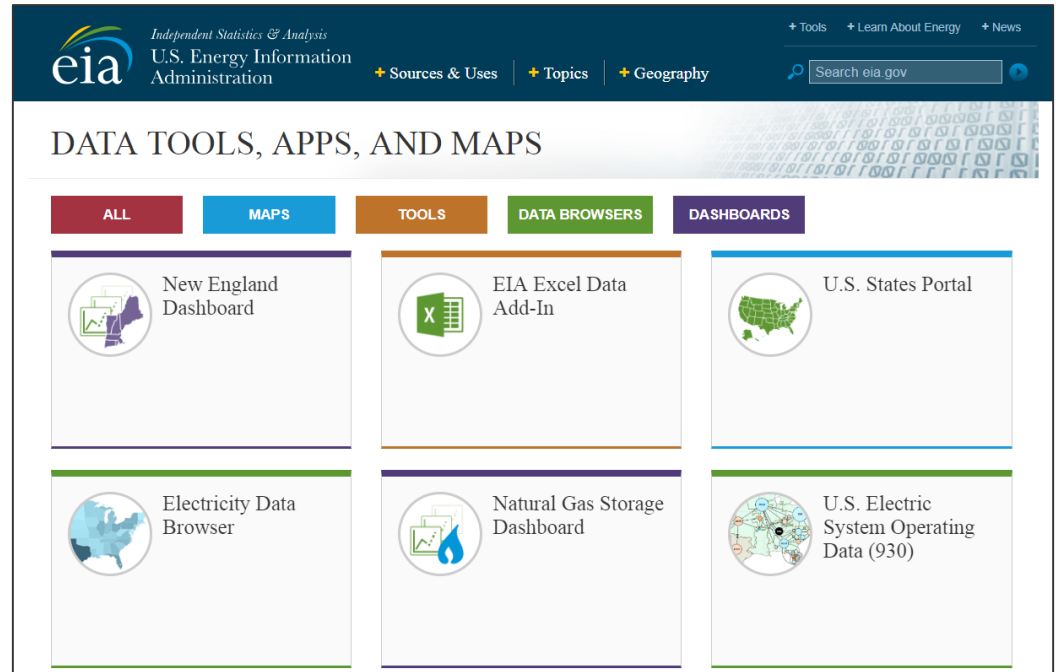 + Tools + Learn About Energy + News
Independent Statistics & Analysis
U.S. Energy Information
Administration
eia
+ Sources & Uses + Topics + Geography
Search eia.gov
DATA TOOLS, APPS, AND MAPS
ALL MAPS TOOLS DATA BROWSERS DASHBOARDS
New England
Dashboard
EIA Excel Data
Add-In
X
U.S. States Portal
Electricity Data
Browser
Natural Gas Storage
Dashboard
U.S. Electric
System Operating
Data (930)